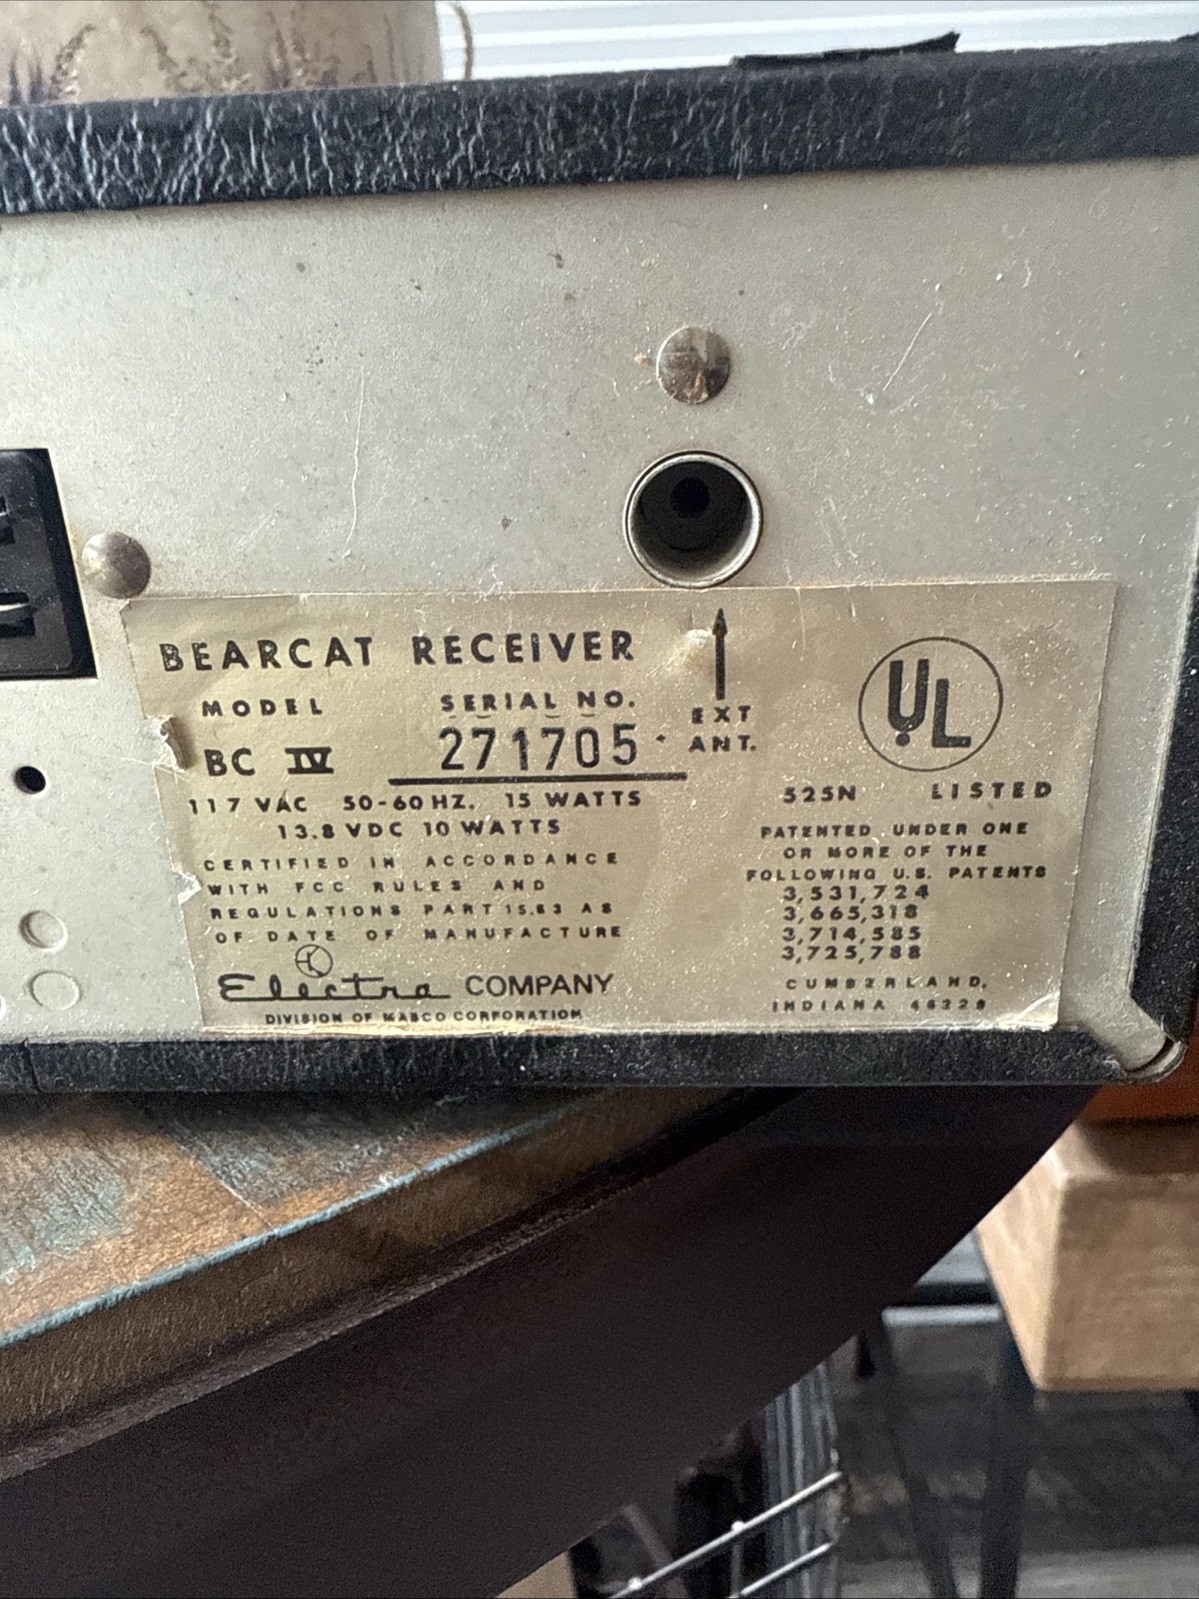 BEARCAT RECEIVER
MODEL SERIAL NO.
BC IV 271705
EXT
ANT.
117 VAC 50-60 HZ. 15 WATTS
13.8 VDC 10 WATTS
CERTIFIED IN ACCORDANCE
WITH FCC RULES AND
REGULATIONS PART 15.63 AS
OF DATE OF MANUFACTURE
Electra COMPANY
DIVISION OF MASCO CORPORATION
UL
525N LISTED
PATENTED UNDER ONE
OR MORE OF THE
FOLLOWING U.S. PATENTS
3,531,724
3,665,318
3,714,585
3,725,788
CUMBERLAND,
INDIANA 46229